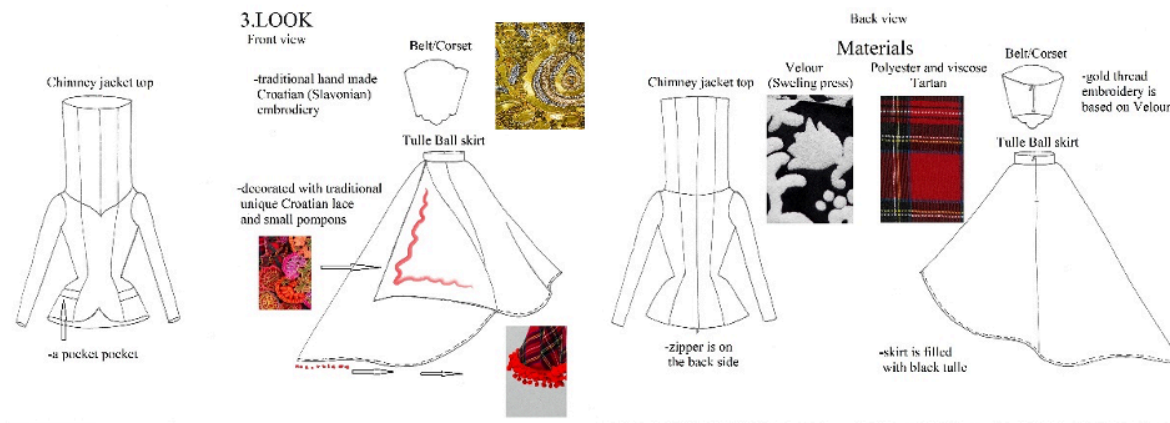 3.LOOK
Front view
Chimney jacket top
-a pocket pocket
-traditional hand made
Croatian (Slavonian)
embrodiery
Belt/Corset
Tulle Ball skirt
-decorated with traditional
unique Croatian lace
and small pompons
Back view
Materials
Chimney jacket top
Velour
(Sweling press)
Polyester and viscose
Tartan
Belt/Corset
-gold thread
embroidery is
based on Velour
Tulle Ball skirt
-zipper is on
the back side
-skirt is filled
with black tulle